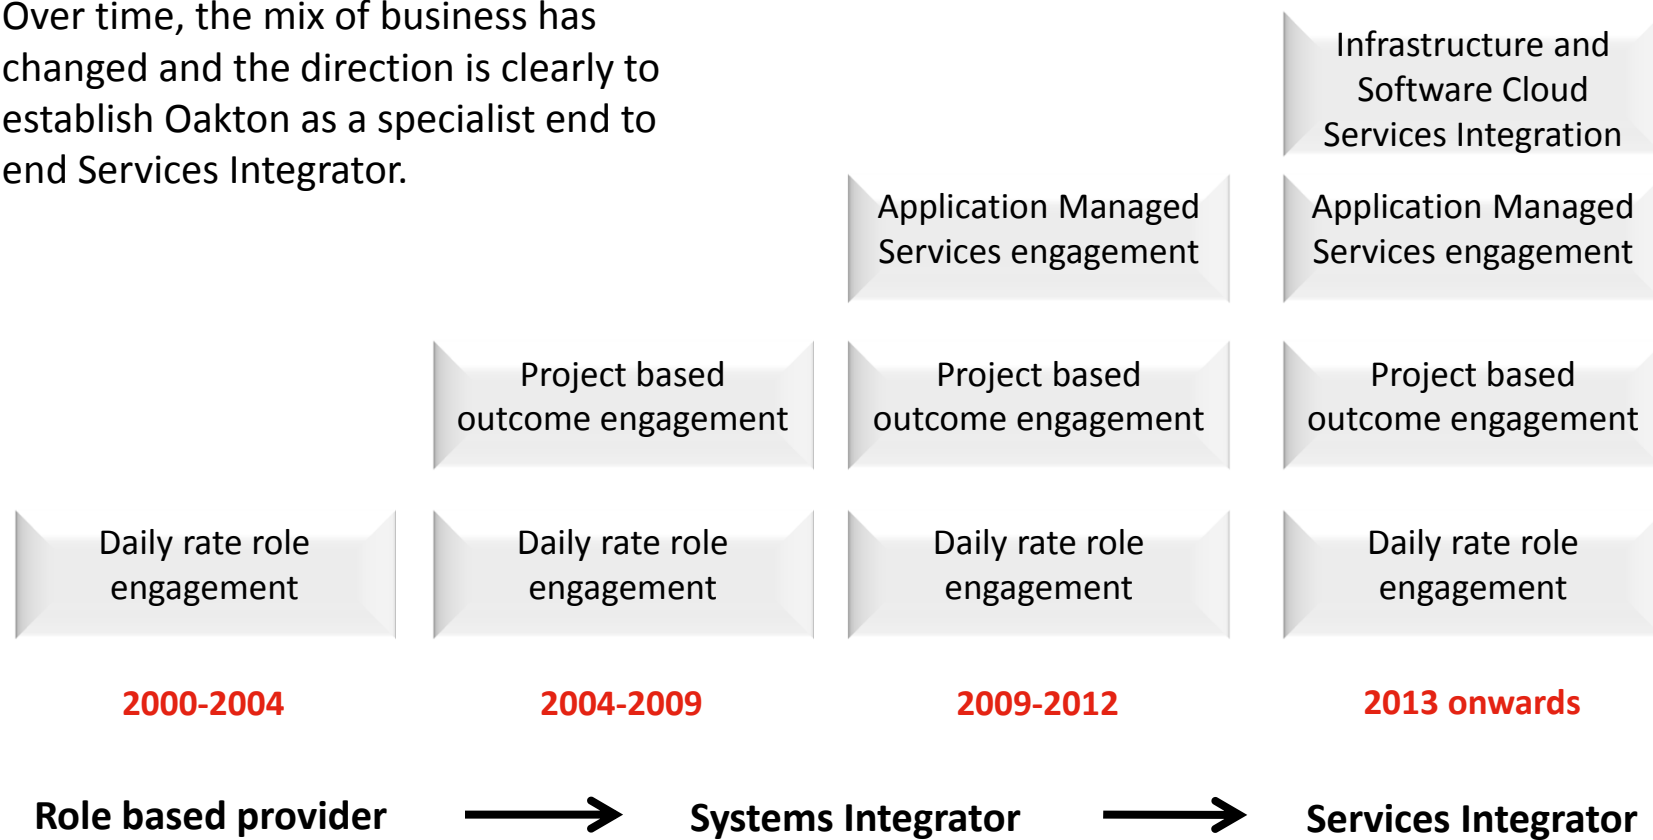 Over time, the mix of business has
changed and the direction is clearly to
establish Oakton as a specialist end to
end Services Integrator.
Infrastructure and
Software Cloud
Services Integration
Application Managed
Services engagement
Application Managed
Services engagement
Project based
outcome engagement
Project based
outcome engagement
Project based
outcome engagement
Daily rate role
engagement
Daily rate role
engagement
Daily rate role
engagement
Daily rate role
engagement
2000-2004
2004-2009
2009-2012
2013 onwards
Role based provider
Systems Integrator
Services Integrator